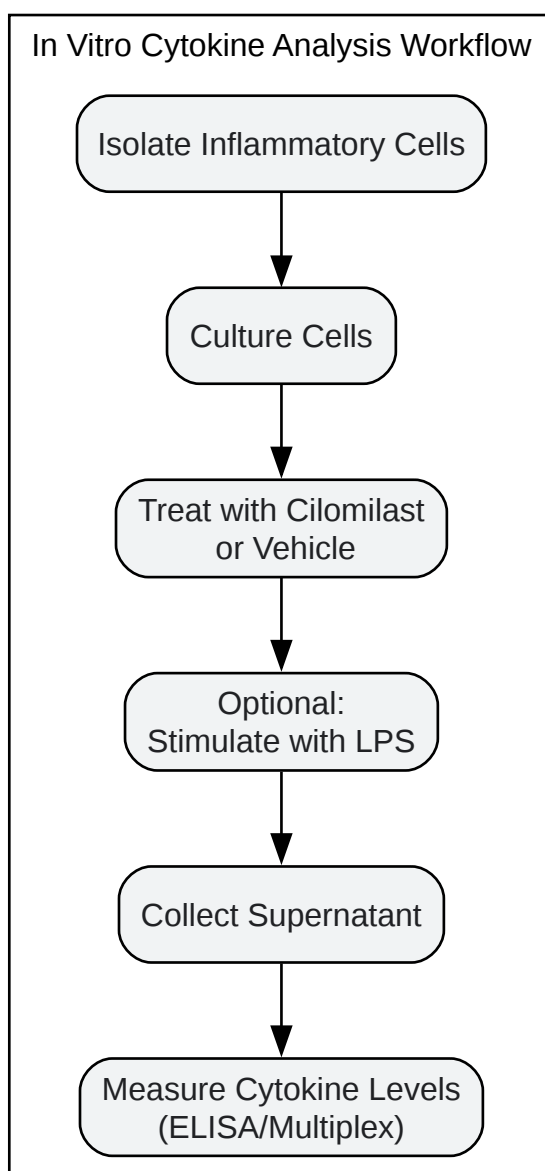 In Vitro Cytokine Analysis Workflow
Isolate Inflammatory Cells
Culture Cells
Treat with Cilomilast
or Vehicle
Optional:
Stimulate with LPS
Collect Supernatant
Measure Cytokine Levels
(ELISA/Multiplex)